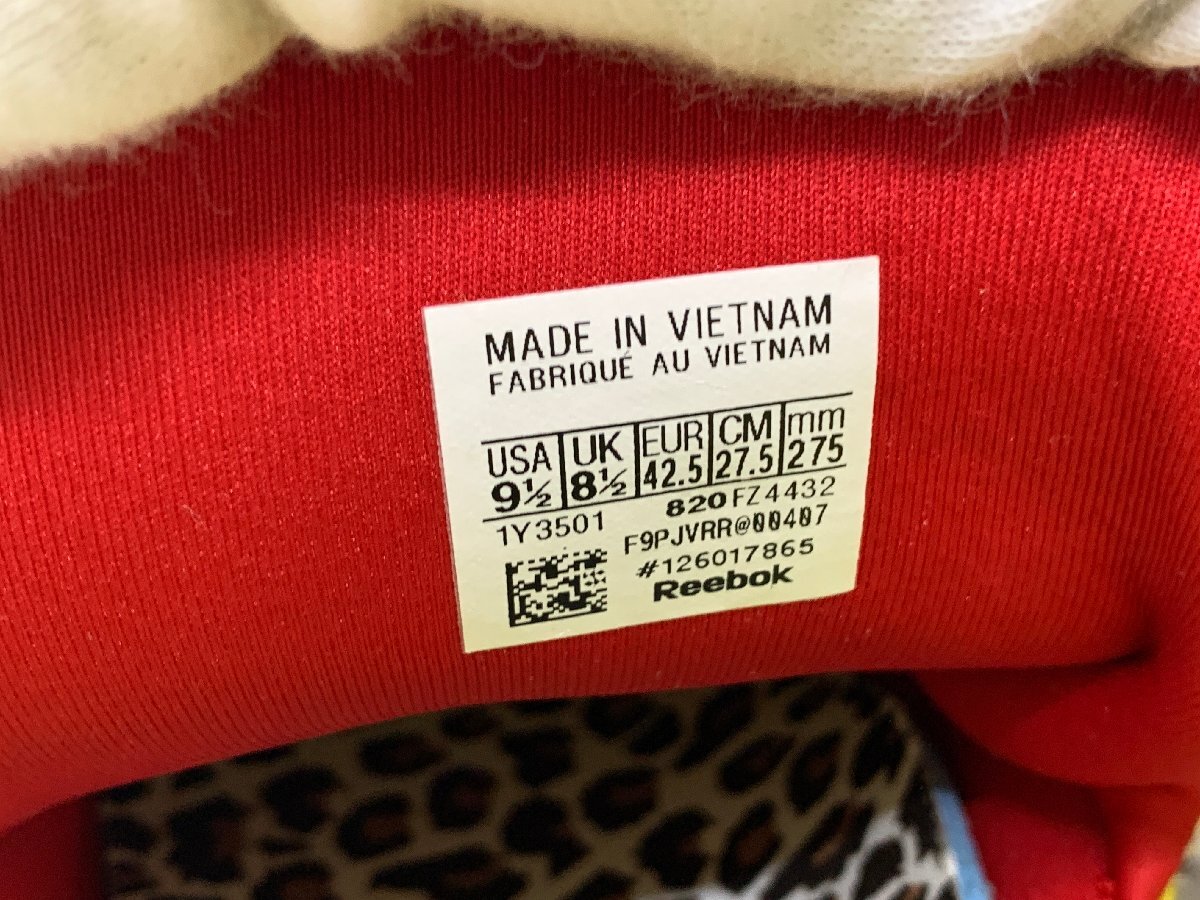 MADE IN VIETNAM
FABRIQUÉ AU VIETNAM
USA UK EUR CM mm
9½ 8½ 42.5 27.5 275
1Y3501 820 FZ4432
F9PJVRR@00407
#126017865
Reebok